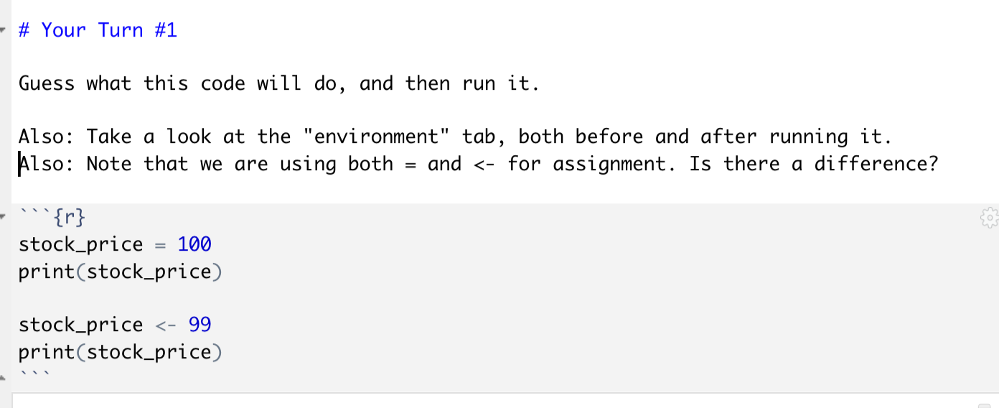 # Your Turn #1
Guess what this code will do, and then run it.
Also: Take a look at the "environment" tab, both before and after running it.
Also: Note that we are using both = and <- for assignment. Is there a difference?
```{r}
stock_price = 100
print(stock_price)
stock_price <- 99
print(stock_price)
```